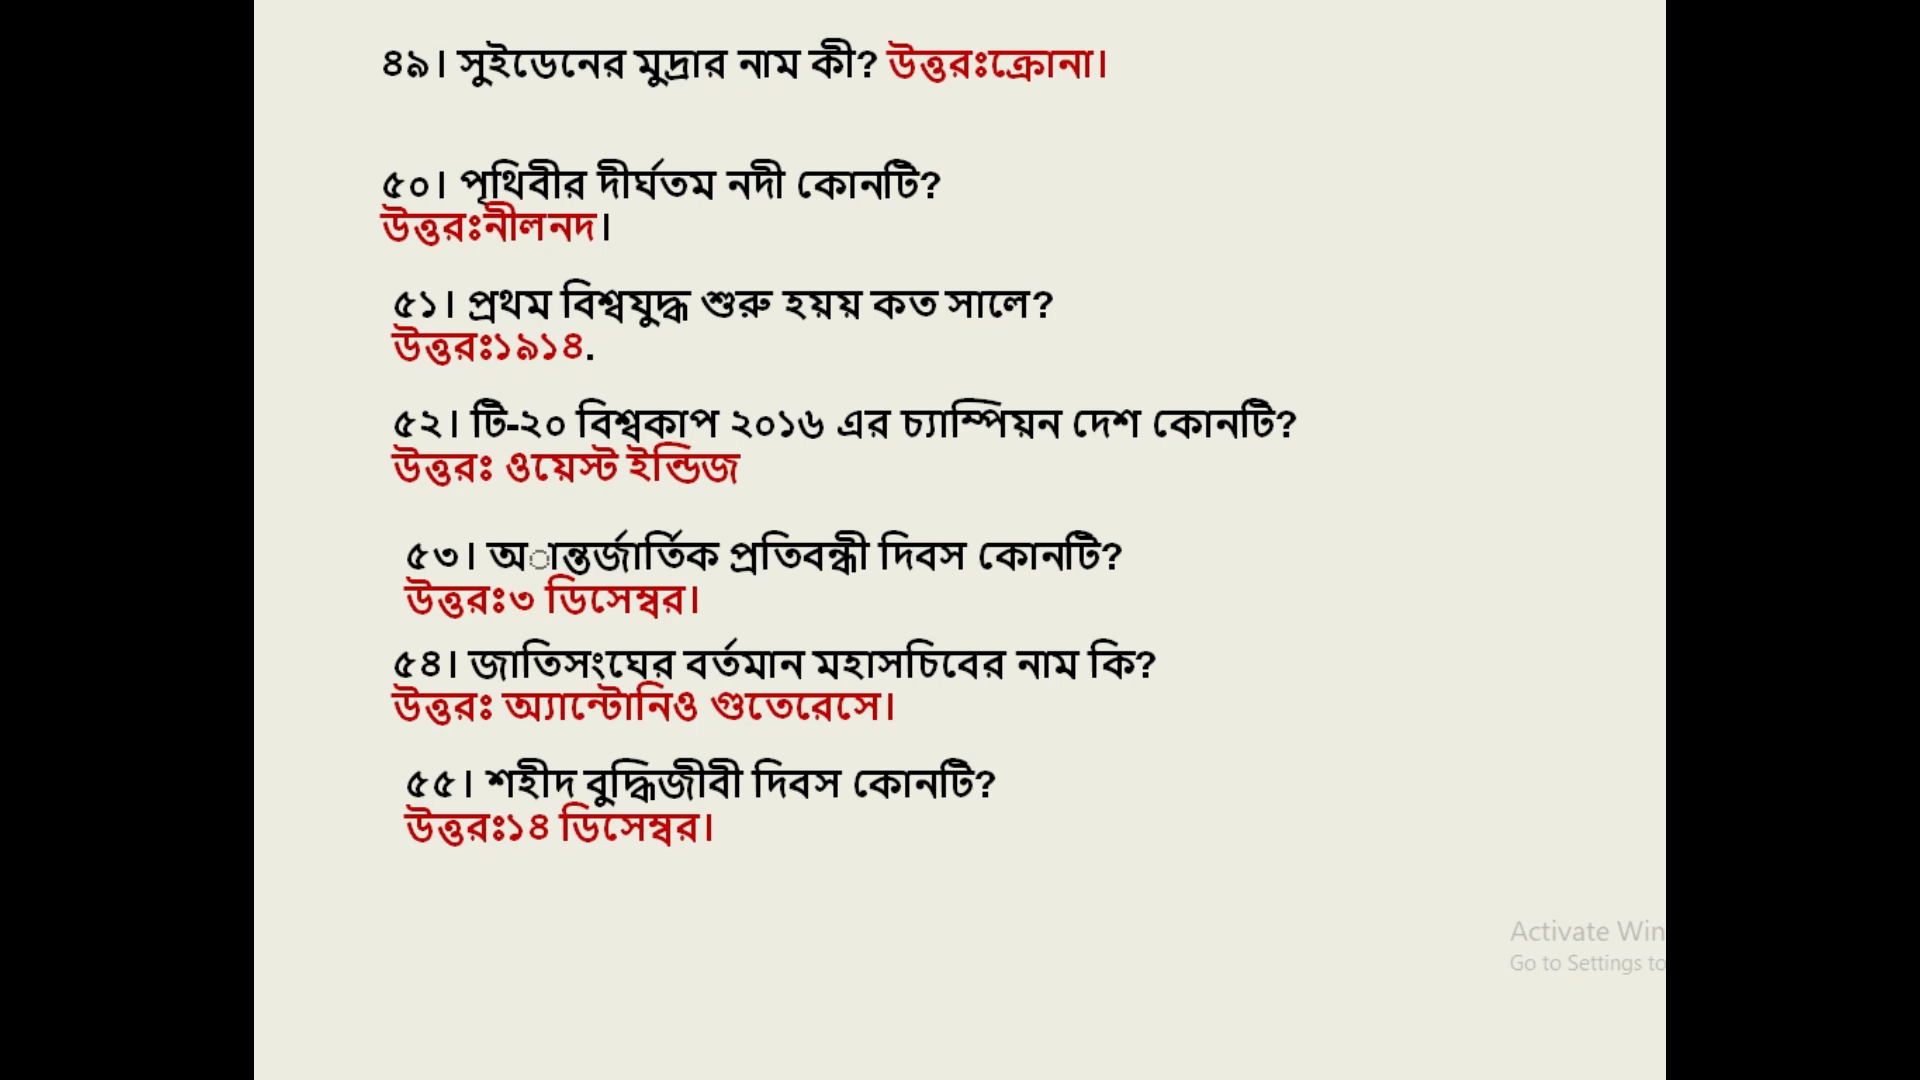 ৪৯। সুইডেনের মুদ্রার নাম কী? উত্তরঃক্রোনা।
৫০। পৃথিবীর দীর্ঘতম নদী কোনটি?
উত্তরঃনীলনদ।
৫১। প্রথম বিশ্বযুদ্ধ শুরু হয়য় কত সালে?
উত্তরঃ১৯১৪.
৫২। টি-২০ বিশ্বকাপ ২০১৬ এর চ্যাম্পিয়ন দেশ কোনটি?
উত্তরঃ ওয়েস্ট ইন্ডিজ
৫৩। অান্তর্জার্তিক প্রতিবন্ধী দিবস কোনটি?
উত্তরঃ৩ ডিসেম্বর।
৫৪। জাতিসংঘের বর্তমান মহাসচিবের নাম কি?
উত্তরঃ অ্যান্টোনিও গুতেরেসে।
৫৫। শহীদ বুদ্ধিজীবী দিবস কোনটি?
উত্তরঃ১৪ ডিসেম্বর।
Activate Win
Go to Settings to